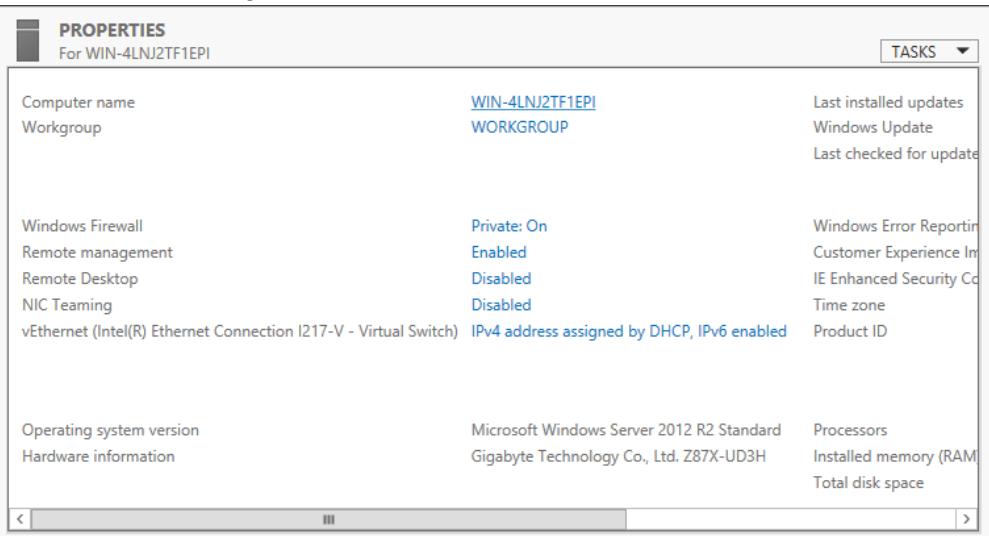 PROPERTIES
For WIN-4LNJ2TF1EPI
TASKS
Computer name WIN-4LNJ2TF1EPI Last installed updates
Workgroup WORKGROUP Windows Update
Last checked for update
Windows Firewall Private: On Windows Error Reportin
Remote management Enabled Customer Experience Im
Remote Desktop Disabled IE Enhanced Security Co
NIC Teaming Disabled Time zone
vEthernet (Intel(R) Ethernet Connection I217-V - Virtual Switch) IPv4 address assigned by DHCP, IPv6 enabled Product ID
Operating system version Microsoft Windows Server 2012 R2 Standard Processors
Hardware information Gigabyte Technology Co., Ltd. Z87X-UD3H Installed memory (RAM)
Total disk space